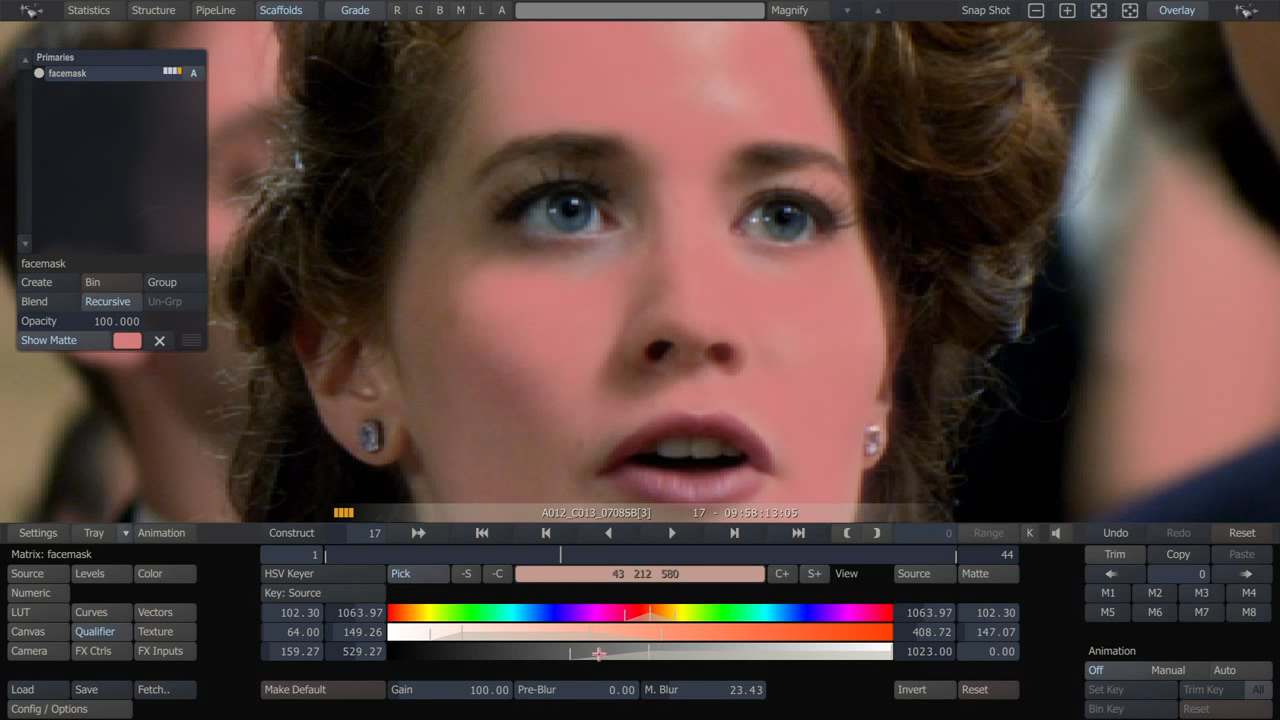 Statistics Structure PipeLine Scaffolds Grade R G B M L A Magnify Snap Shot Overlay
Primaries
facemask A
facemask
Create Bin Group
Blend Recursive Un-Grp
Opacity 100.000
Show Matte
A012_C013_0708SB[3] 17 - 09:58:13:05
Settings Tray Animation Construct 17 0 Range K Undo Redo Reset
Matrix: facemask 1 44 Trim Copy Paste
Source Levels Color HSV Keyer Pick -S -C 43 212 580 C+ S+ View Source Matte 0
Numeric Key: Source M1 M2 M3 M4
LUT Curves Vectors 102.30 1063.97 1063.97 102.30 M5 M6 M7 M8
Canvas Qualifier Texture 64.00 149.26 408.72 147.07
Camera FX Ctrls FX Inputs 159.27 529.27 1023.00 0.00 Animation
Off Manual Auto
Load Save Fetch.. Make Default Gain 100.00 Pre-Blur 0.00 M. Blur 23.43 Invert Reset Set Key Trim Key All
Config / Options Bin Key Reset